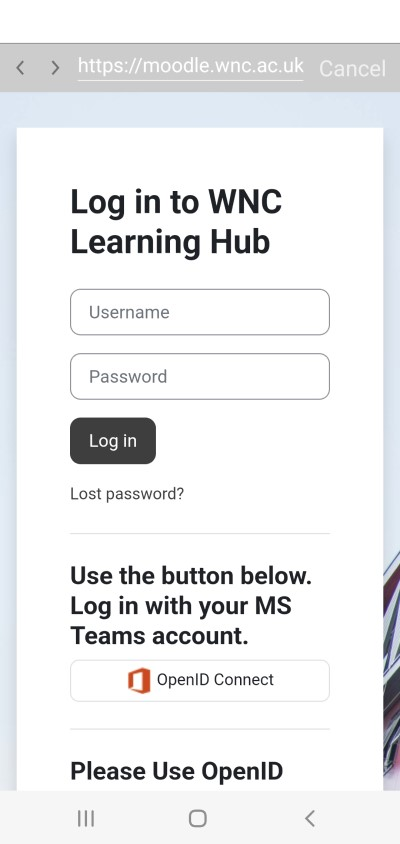 https://moodle.wnc.ac.uk
Cancel
Log in to WNC
Learning Hub
Username
Password
Log in
Lost password?
Use the button below.
Log in with your MS
Teams account.
OpenID Connect
Please Use OpenID